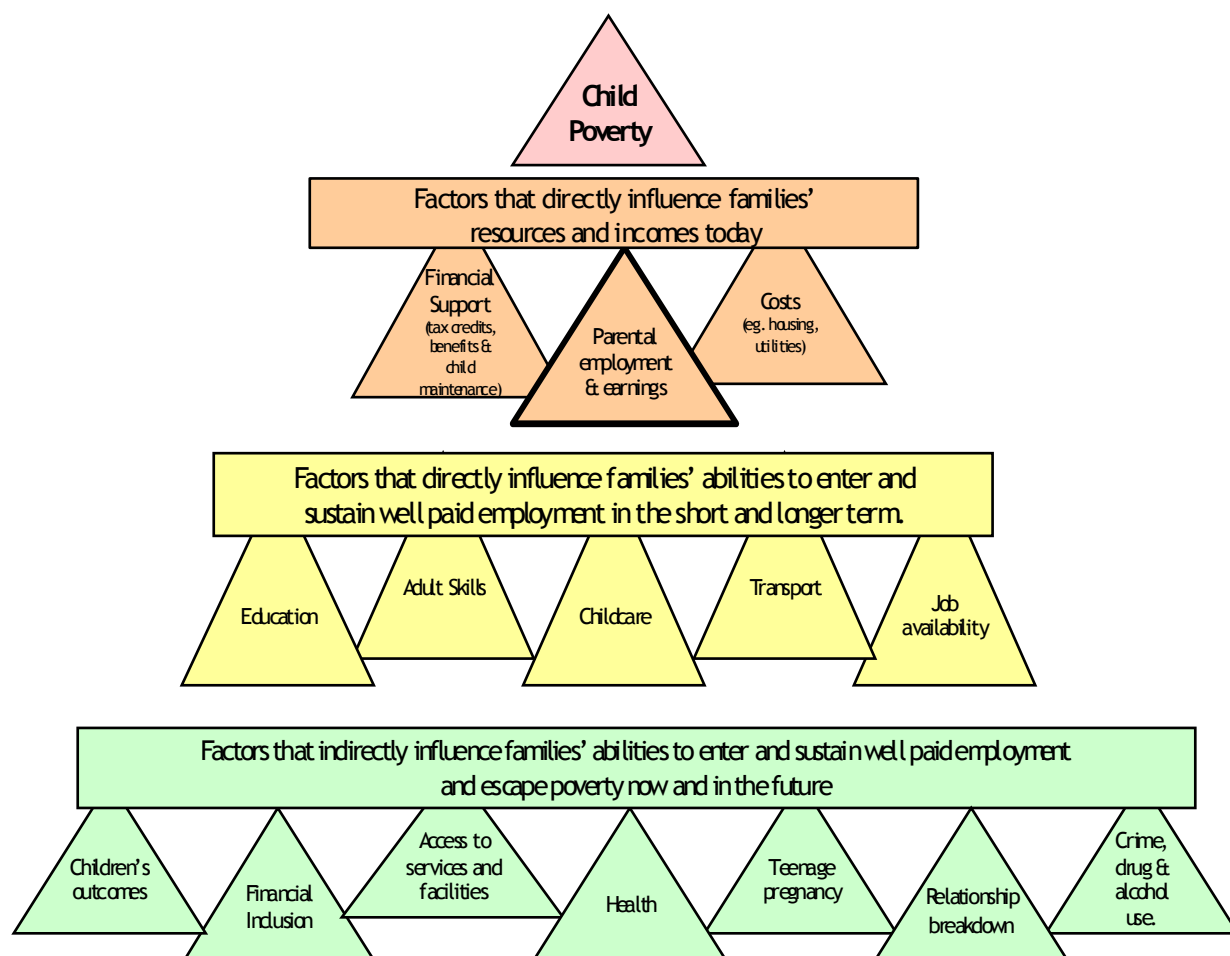 Child
Poverty
Factors that directly influence families’
resources and incomes today
Financial
Support
(tax credits,
benefits &
child
maintenance)
Parental
employment
& earnings
Costs
(eg. housing,
utilities)
Factors that directly influence families’ abilities to enter and
sustain well paid employment in the short and longer term.
Education
Adult Skills
Childcare
Transport
Job
availability
Factors that indirectly influence families’ abilities to enter and sustain well paid employment
and escape poverty now and in the future
Children’s
outcomes
Financial
Inclusion
Access to
services and
facilities
Health
Teenage
pregnancy
Relationship
breakdown
Crime,
drug &
alcohol
use.